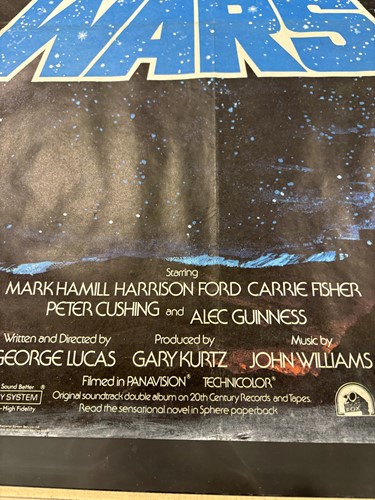 WARS
Starring
MARK HAMILL HARRISON FORD CARRIE FISHER
PETER CUSHING and ALEC GUINNESS
Written and Directed by Produced by Music by
GEORGE LUCAS GARY KURTZ JOHN WILLIAMS
Filmed in PANAVISION® TECHNICOLOR®
Sound Better
Y SYSTEM ®
High Fidelity
Original soundtrack double album on 20th Century Records and Tapes.
Read the sensational novel in Sphere paperback
FOX